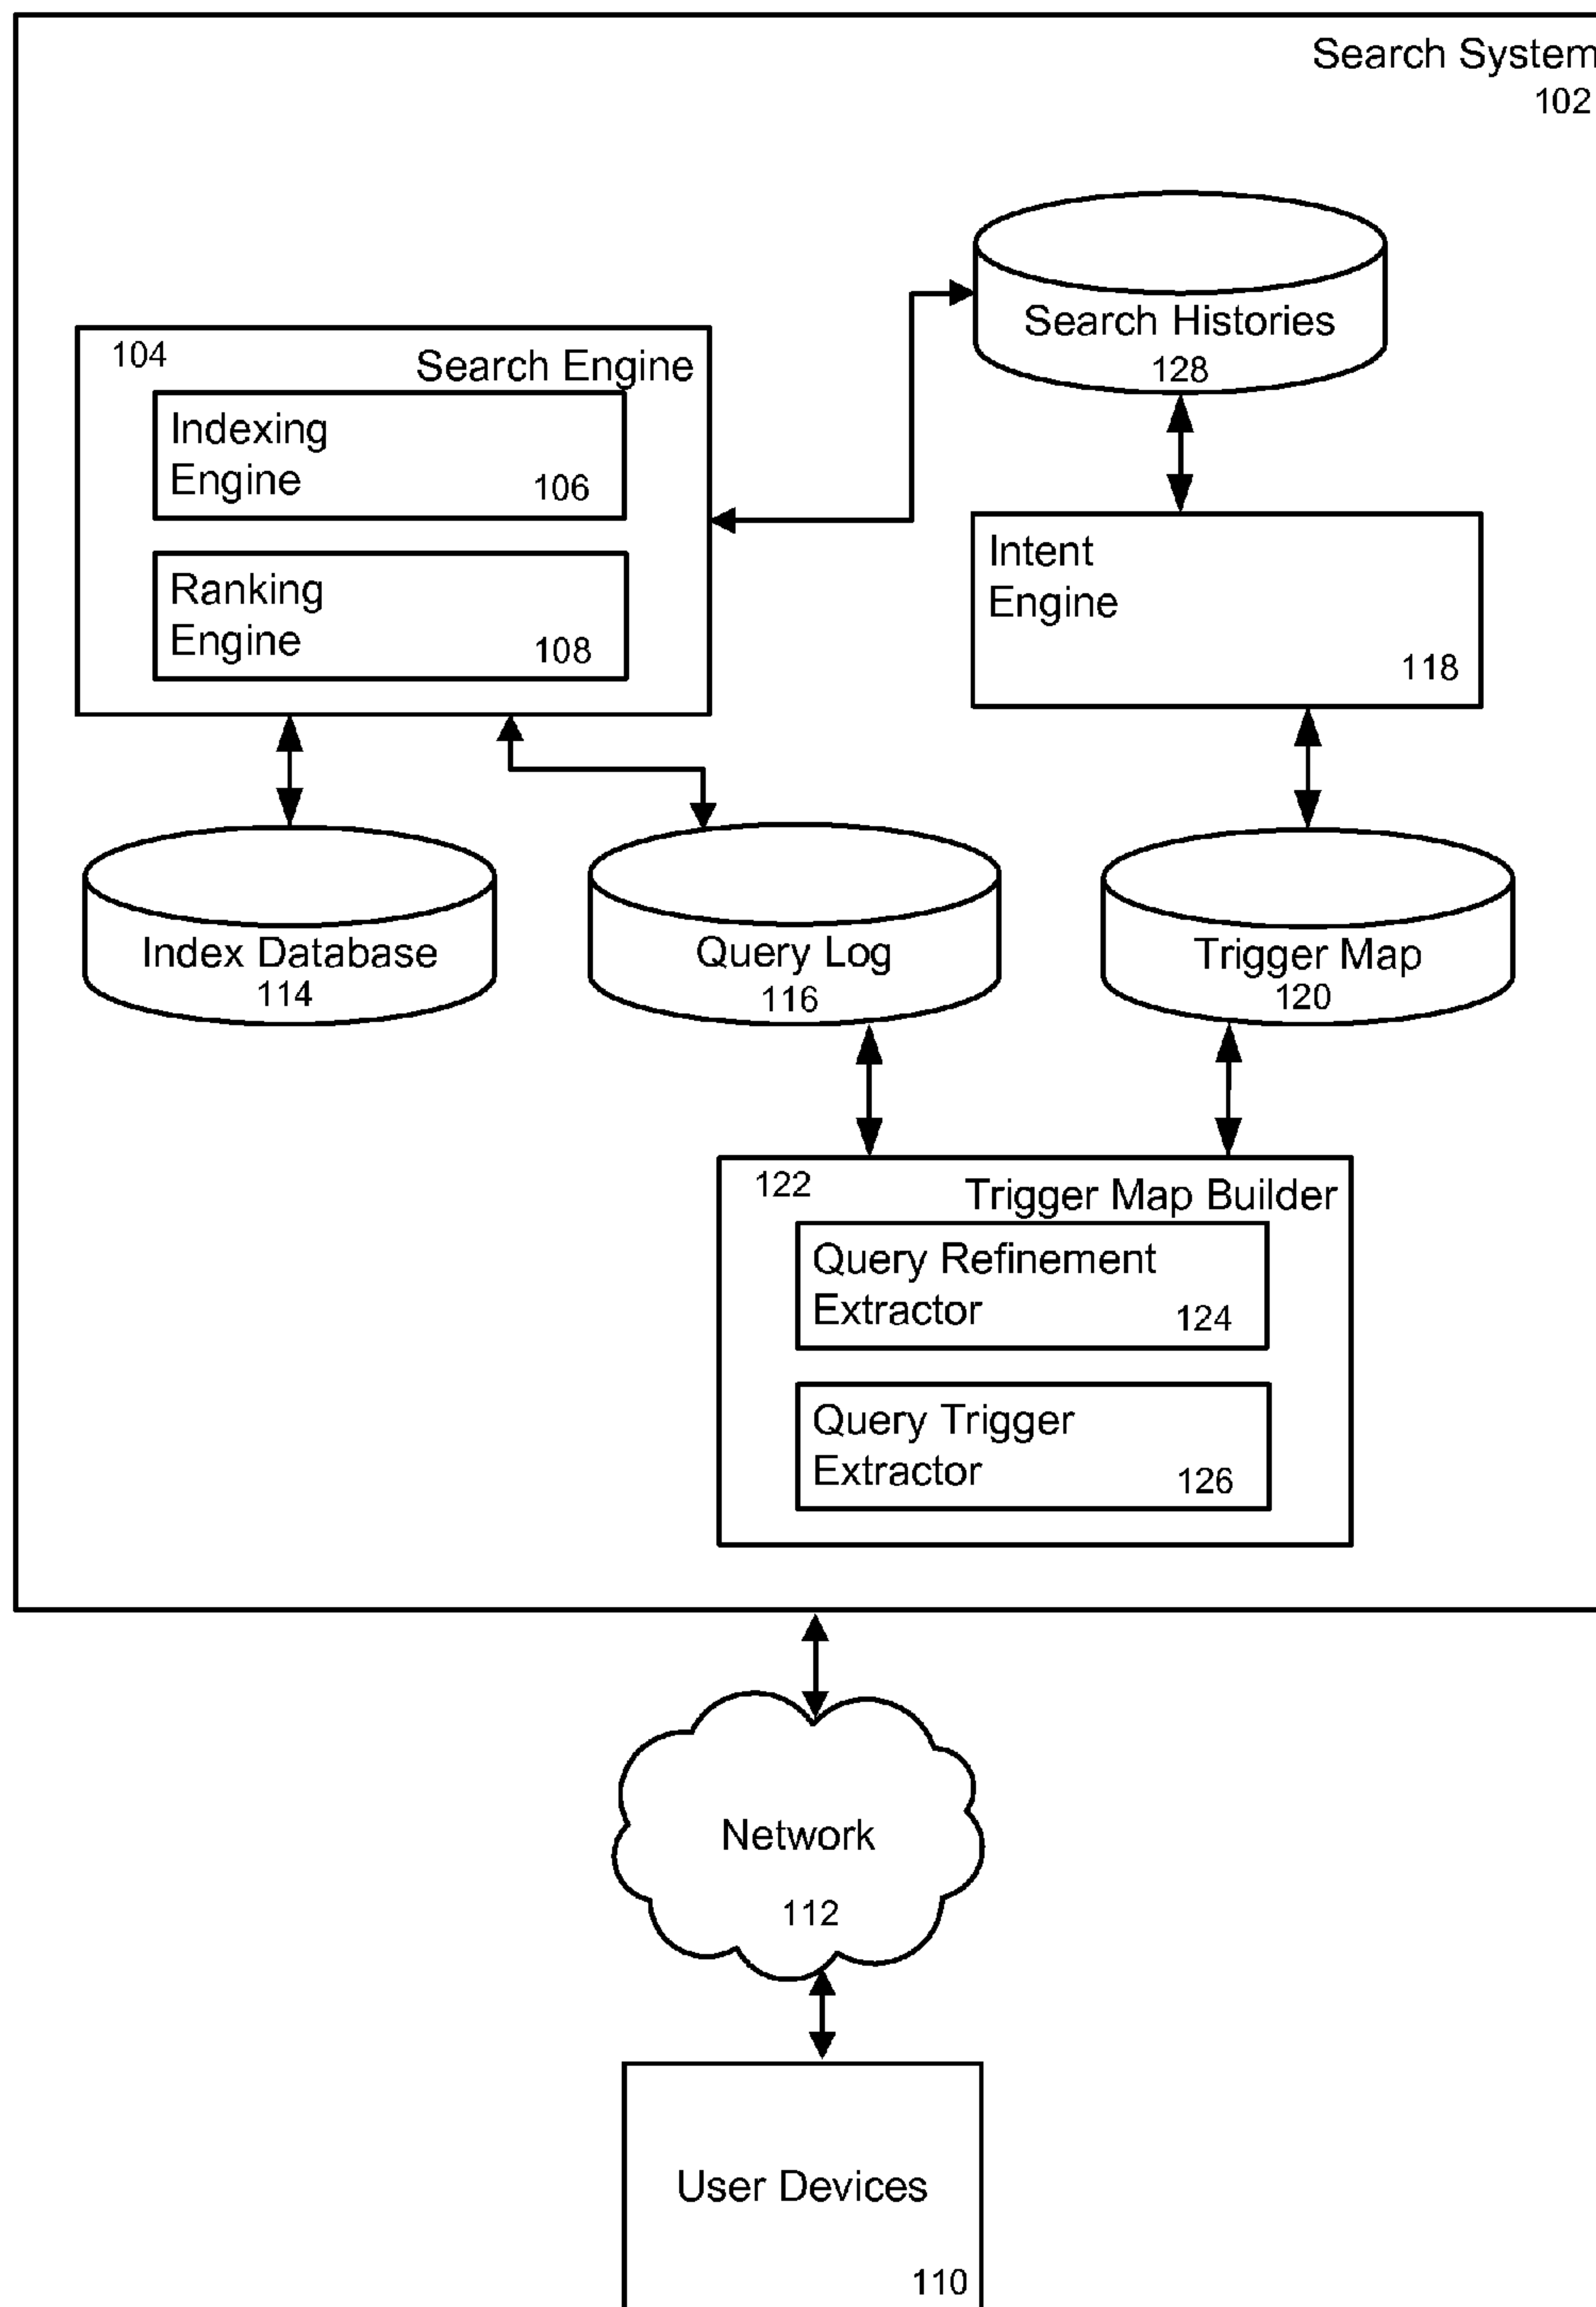 Search System
102
Search Histories
128
104
Search Engine
Indexing
Engine
106
Ranking
Engine
108
Intent
Engine
118
Index Database
114
Query Log
116
Trigger Map
120
122
Trigger Map Builder
Query Refinement
Extractor
124
Query Trigger
Extractor
126
Network
112
User Devices
110